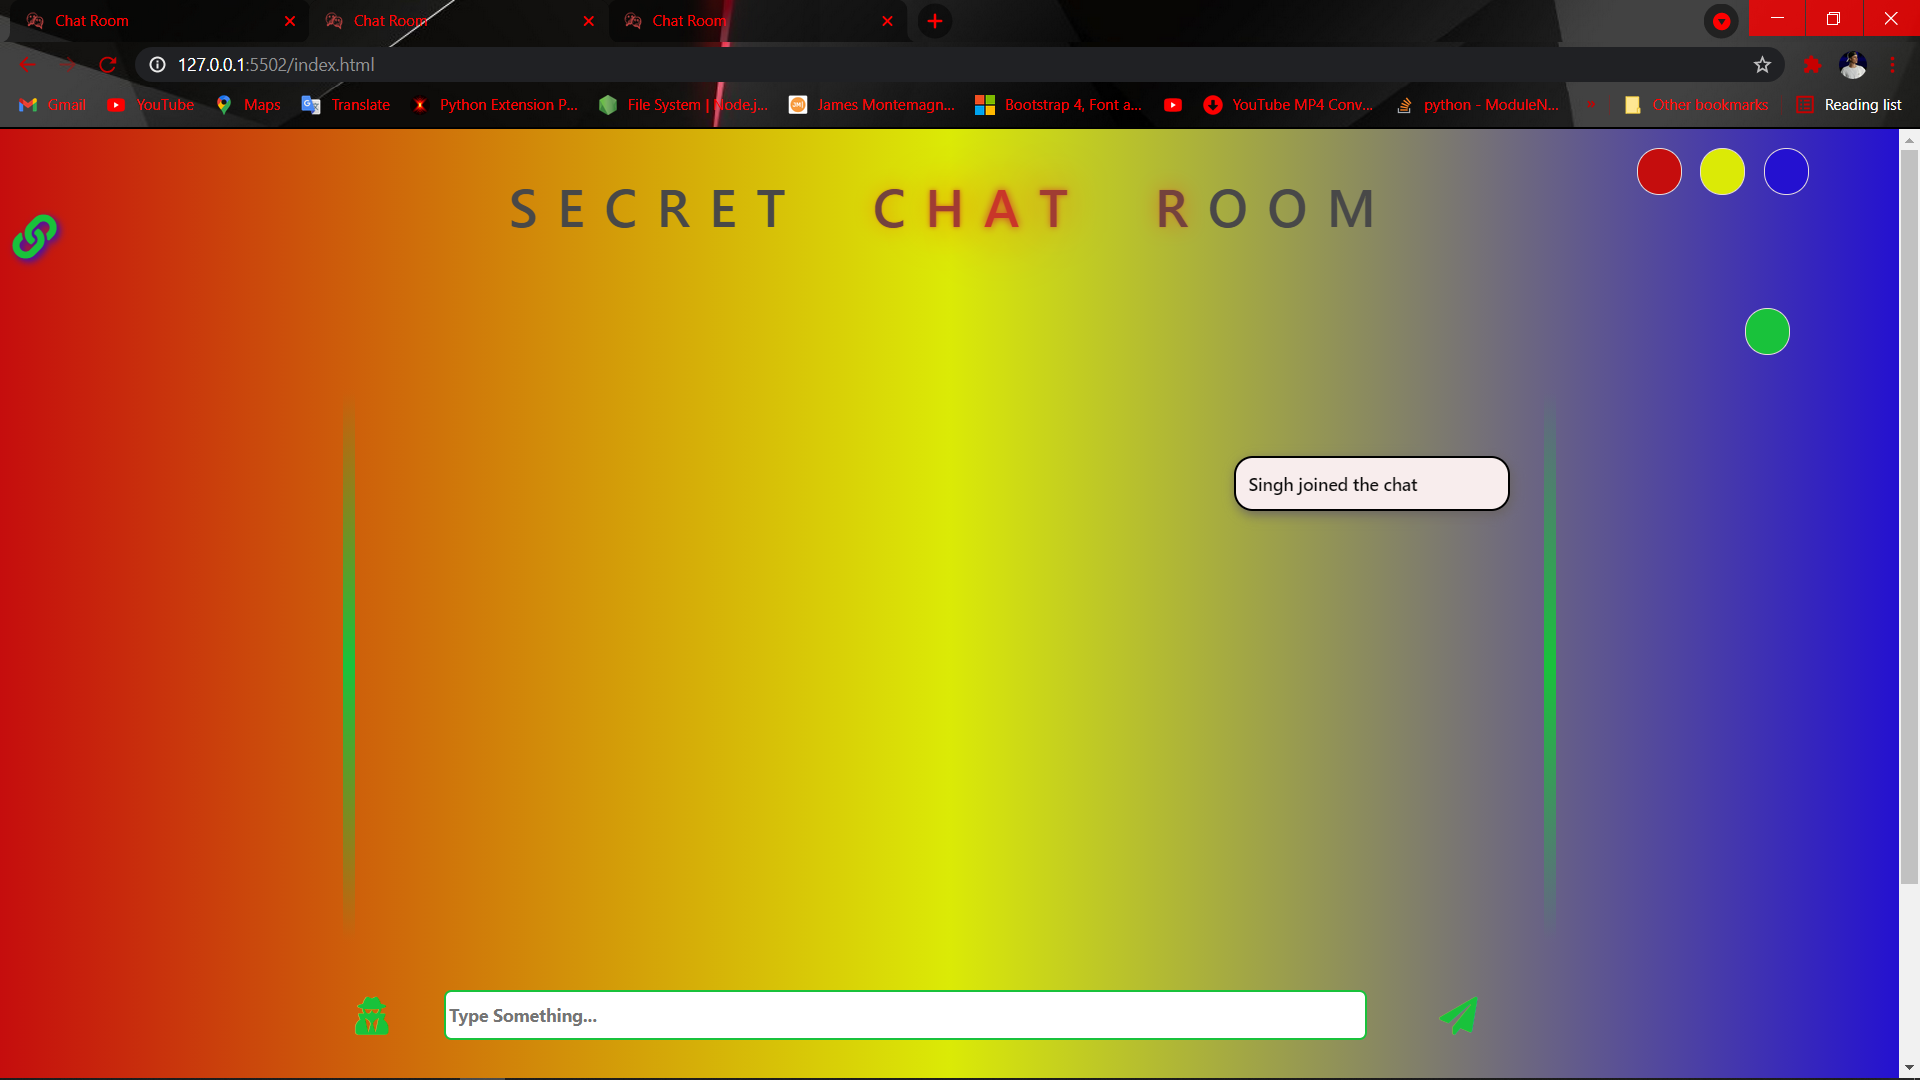 Chat Room
Chat Room
Chat Room
127.0.0.1:5502/index.html
Gmail
YouTube
Maps
Translate
Python Extension P...
File System | Node.j...
James Montemagn...
Bootstrap 4, Font a...
YouTube MP4 Conv...
python - ModuleN...
»
Other bookmarks
Reading list
SECRET CHAT ROOM
Singh joined the chat
Type Something...